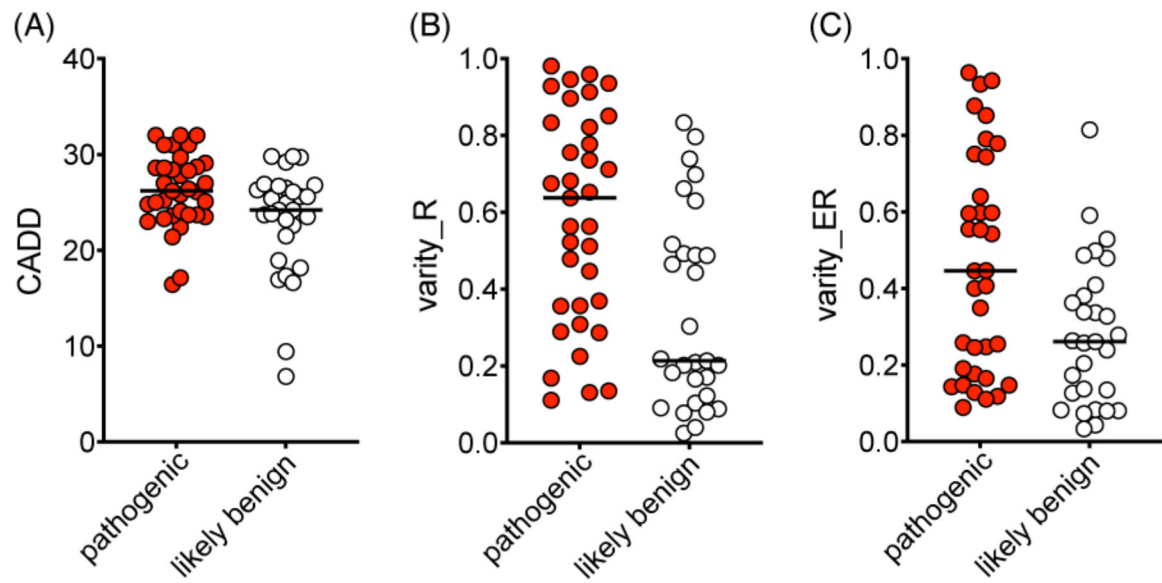 (A)
40
30
20
10
0
CADD
pathogenic
likely benign
(B)
1.0
0.8
0.6
0.4
0.2
0.0
varity_R
pathogenic
likely benign
(C)
1.0
0.8
0.6
0.4
0.2
0.0
varity_ER
pathogenic
likely benign